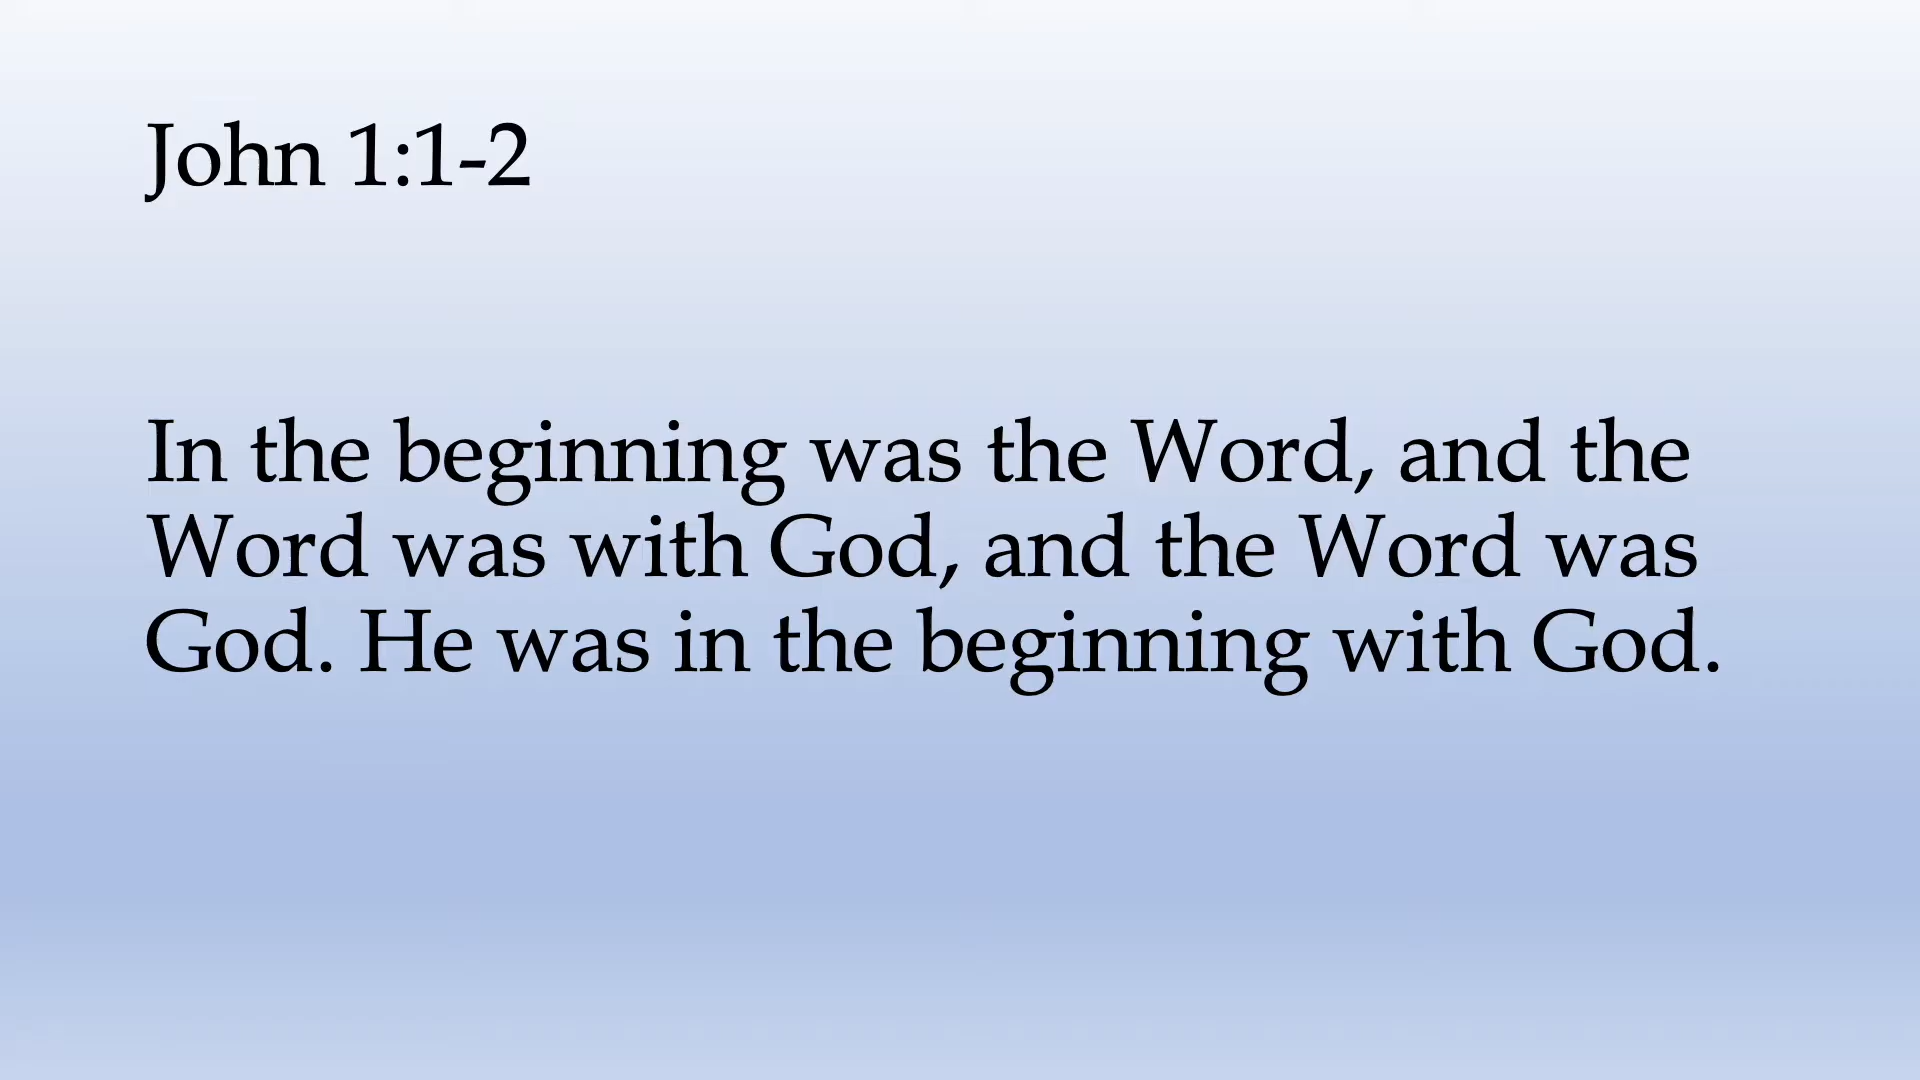 John 1:1-2
In the beginning was the Word, and the
Word was with God, and the Word was
God. He was in the beginning with God.